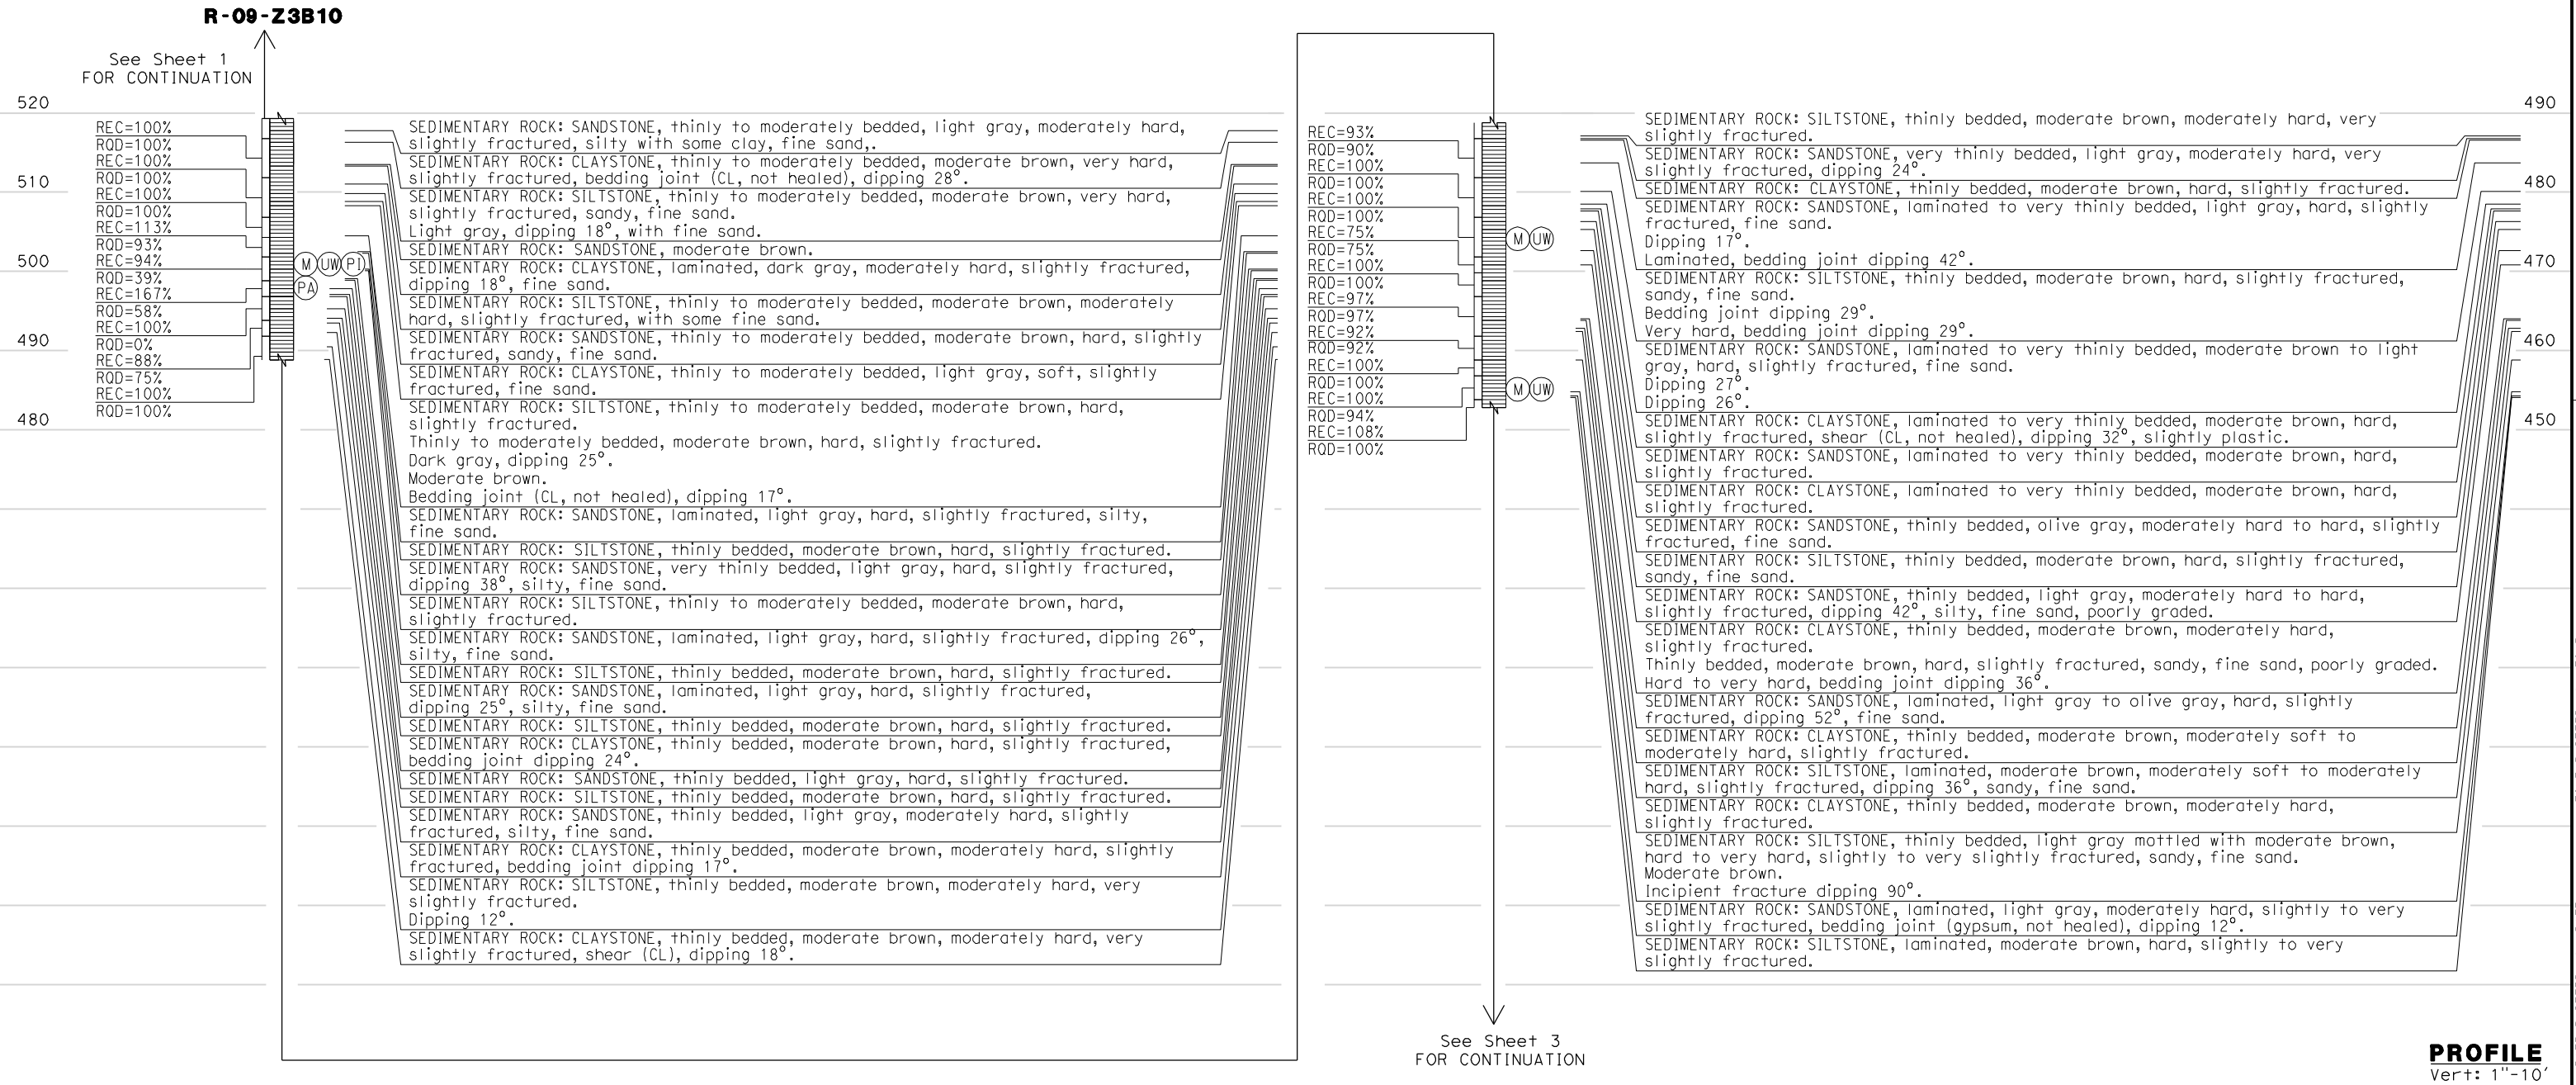 R-09-Z3B10
See Sheet 1
FOR CONTINUATION
520
510
500
490
480
REC=100%
RQD=100%
REC=100%
RQD=100%
REC=100%
RQD=100%
REC=113%
RQD=93%
REC=94%
RQD=39%
REC=167%
RQD=58%
REC=100%
RQD=0%
REC=88%
RQD=75%
REC=100%
RQD=100%
M UW PI
PA
SEDIMENTARY ROCK: SANDSTONE, thinly to moderately bedded, light gray, moderately hard,
slightly fractured, silty with some clay, fine sand,.
SEDIMENTARY ROCK: CLAYSTONE, thinly to moderately bedded, moderate brown, very hard,
slightly fractured, bedding joint (CL, not healed), dipping 28°.
SEDIMENTARY ROCK: SILTSTONE, thinly to moderately bedded, moderate brown, very hard,
slightly fractured, sandy, fine sand.
Light gray, dipping 18°, with fine sand.
SEDIMENTARY ROCK: SANDSTONE, moderate brown.
SEDIMENTARY ROCK: CLAYSTONE, laminated, dark gray, moderately hard, slightly fractured,
dipping 18°, fine sand.
SEDIMENTARY ROCK: SILTSTONE, thinly to moderately bedded, moderate brown, moderately
hard, slightly fractured, with some fine sand.
SEDIMENTARY ROCK: SANDSTONE, thinly to moderately bedded, moderate brown, hard, slightly
fractured, sandy, fine sand.
SEDIMENTARY ROCK: CLAYSTONE, thinly to moderately bedded, light gray, soft, slightly
fractured, fine sand.
SEDIMENTARY ROCK: SILTSTONE, thinly to moderately bedded, moderate brown, hard,
slightly fractured.
Thinly to moderately bedded, moderate brown, hard, slightly fractured.
Dark gray, dipping 25°.
Moderate brown.
Bedding joint (CL, not healed), dipping 17°.
SEDIMENTARY ROCK: SANDSTONE, laminated, light gray, hard, slightly fractured, silty,
fine sand.
SEDIMENTARY ROCK: SILTSTONE, thinly bedded, moderate brown, hard, slightly fractured.
SEDIMENTARY ROCK: SANDSTONE, very thinly bedded, light gray, hard, slightly fractured,
dipping 38°, silty, fine sand.
SEDIMENTARY ROCK: SILTSTONE, thinly to moderately bedded, moderate brown, hard,
slightly fractured.
SEDIMENTARY ROCK: SANDSTONE, laminated, light gray, hard, slightly fractured, dipping 26°,
silty, fine sand.
SEDIMENTARY ROCK: SILTSTONE, thinly bedded, moderate brown, hard, slightly fractured.
SEDIMENTARY ROCK: SANDSTONE, laminated, light gray, hard, slightly fractured,
dipping 25°, silty, fine sand.
SEDIMENTARY ROCK: SILTSTONE, thinly bedded, moderate brown, hard, slightly fractured.
SEDIMENTARY ROCK: CLAYSTONE, thinly bedded, moderate brown, hard, slightly fractured,
bedding joint dipping 24°.
SEDIMENTARY ROCK: SANDSTONE, thinly bedded, light gray, hard, slightly fractured.
SEDIMENTARY ROCK: SILTSTONE, thinly bedded, moderate brown, hard, slightly fractured.
SEDIMENTARY ROCK: SANDSTONE, thinly bedded, light gray, moderately hard, slightly
fractured, silty, fine sand.
SEDIMENTARY ROCK: CLAYSTONE, thinly bedded, moderate brown, moderately hard, slightly
fractured, bedding joint dipping 17°.
SEDIMENTARY ROCK: SILTSTONE, thinly bedded, moderate brown, moderately hard, very
slightly fractured.
Dipping 12°.
SEDIMENTARY ROCK: CLAYSTONE, thinly bedded, moderate brown, moderately hard, very
slightly fractured, shear (CL), dipping 18°.
REC=93%
RQD=90%
REC=100%
RQD=100%
REC=100%
RQD=100%
REC=75%
RQD=75%
REC=100%
RQD=100%
REC=97%
RQD=97%
REC=92%
RQD=92%
REC=100%
RQD=100%
REC=100%
RQD=94%
REC=108%
RQD=100%
M UW
M UW
SEDIMENTARY ROCK: SILTSTONE, thinly bedded, moderate brown, moderately hard, very
slightly fractured.
SEDIMENTARY ROCK: SANDSTONE, very thinly bedded, light gray, moderately hard, very
slightly fractured, dipping 24°.
SEDIMENTARY ROCK: CLAYSTONE, thinly bedded, moderate brown, hard, slightly fractured.
SEDIMENTARY ROCK: SANDSTONE, laminated to very thinly bedded, light gray, hard, slightly
fractured, fine sand.
Dipping 17°.
Laminated, bedding joint dipping 42°.
SEDIMENTARY ROCK: SILTSTONE, thinly bedded, moderate brown, hard, slightly fractured,
sandy, fine sand.
Bedding joint dipping 29°.
Very hard, bedding joint dipping 29°.
SEDIMENTARY ROCK: SANDSTONE, laminated to very thinly bedded, moderate brown to light
gray, hard, slightly fractured, fine sand.
Dipping 27°.
Dipping 26°.
SEDIMENTARY ROCK: CLAYSTONE, laminated to very thinly bedded, moderate brown, hard,
slightly fractured, shear (CL, not healed), dipping 32°, slightly plastic.
SEDIMENTARY ROCK: SANDSTONE, laminated to very thinly bedded, moderate brown, hard,
slightly fractured.
SEDIMENTARY ROCK: CLAYSTONE, laminated to very thinly bedded, moderate brown, hard,
slightly fractured.
SEDIMENTARY ROCK: SANDSTONE, thinly bedded, olive gray, moderately hard to hard, slightly
fractured, fine sand.
SEDIMENTARY ROCK: SILTSTONE, thinly bedded, moderate brown, hard, slightly fractured,
sandy, fine sand.
SEDIMENTARY ROCK: SANDSTONE, thinly bedded, light gray, moderately hard to hard,
slightly fractured, dipping 42°, silty, fine sand, poorly graded.
SEDIMENTARY ROCK: CLAYSTONE, thinly bedded, moderate brown, moderately hard,
slightly fractured.
Thinly bedded, moderate brown, hard, slightly fractured, sandy, fine sand, poorly graded.
Hard to very hard, bedding joint dipping 36°.
SEDIMENTARY ROCK: SANDSTONE, laminated, light gray to olive gray, hard, slightly
fractured, dipping 52°, fine sand.
SEDIMENTARY ROCK: CLAYSTONE, thinly bedded, moderate brown, moderately soft to
moderately hard, slightly fractured.
SEDIMENTARY ROCK: SILTSTONE, laminated, moderate brown, moderately soft to moderately
hard, slightly fractured, dipping 36°, sandy, fine sand.
SEDIMENTARY ROCK: CLAYSTONE, thinly bedded, moderate brown, moderately hard,
slightly fractured.
SEDIMENTARY ROCK: SILTSTONE, thinly bedded, light gray mottled with moderate brown,
hard to very hard, slightly to very slightly fractured, sandy, fine sand.
Moderate brown.
Incipient fracture dipping 90°.
SEDIMENTARY ROCK: SANDSTONE, laminated, light gray, moderately hard, slightly to very
slightly fractured, bedding joint (gypsum, not healed), dipping 12°.
SEDIMENTARY ROCK: SILTSTONE, laminated, moderate brown, hard, slightly to very
slightly fractured.
490
480
470
460
450
See Sheet 3
FOR CONTINUATION
PROFILE
Vert: 1"-10'